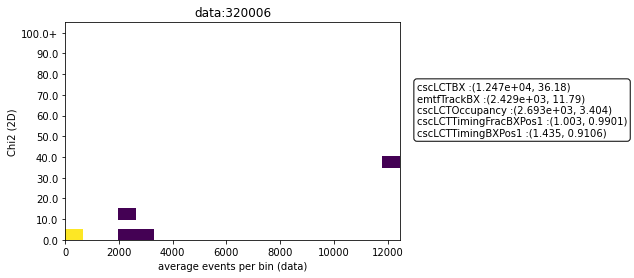 data:320006
100.0+
90.0
80.0
70.0
60.0
50.0
40.0
30.0
20.0
10.0
0.0
Chi2 (2D)
0
2000
4000
6000
8000
10000
12000
average events per bin (data)
cscLCTBX :(1.247e+04, 36.18)
emtfTrackBX :(2.429e+03, 11.79)
cscLCTOccupancy :(2.693e+03, 3.404)
cscLCTTimingFracBXPos1 :(1.003, 0.9901)
cscLCTTimingBXPos1 :(1.435, 0.9106)